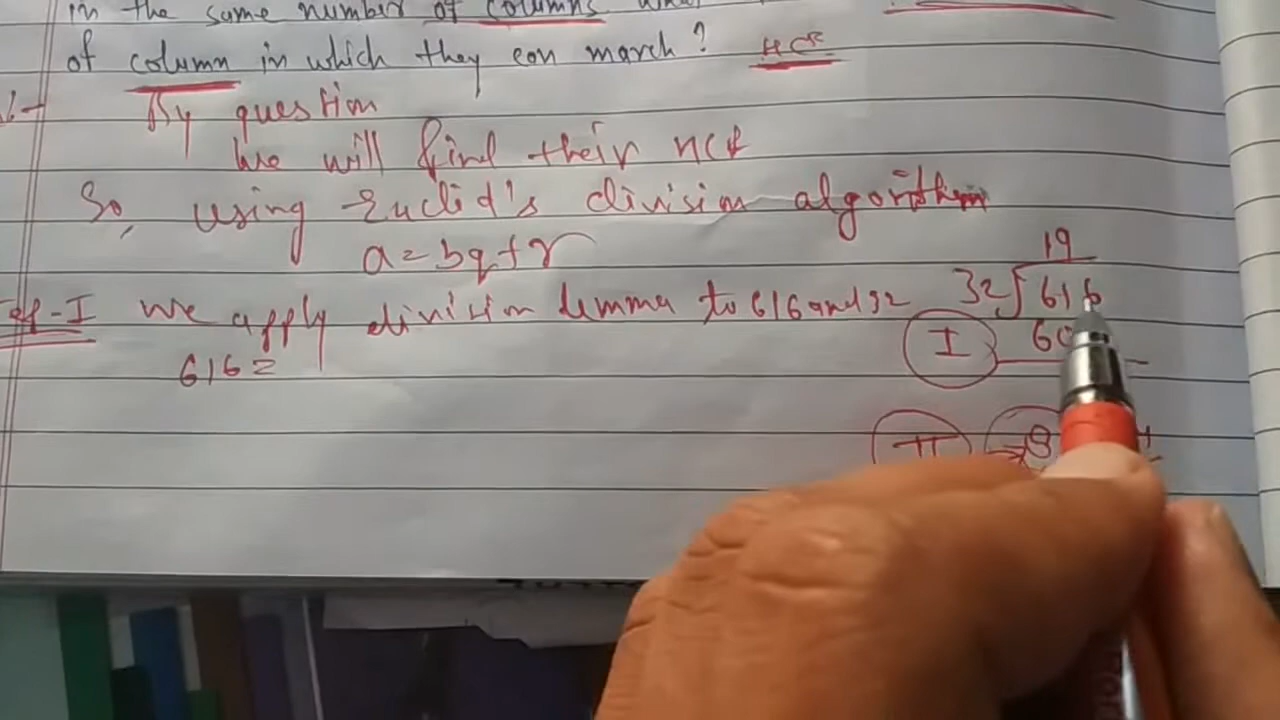 in the same number of columns
of column in which they con march? HCF
By question
We will find their HCF
So, using Euclid's division algorithm
a=bq+r
19
-I We apply division lemma to 616 and 32 32)616
I 60
616=
II 8